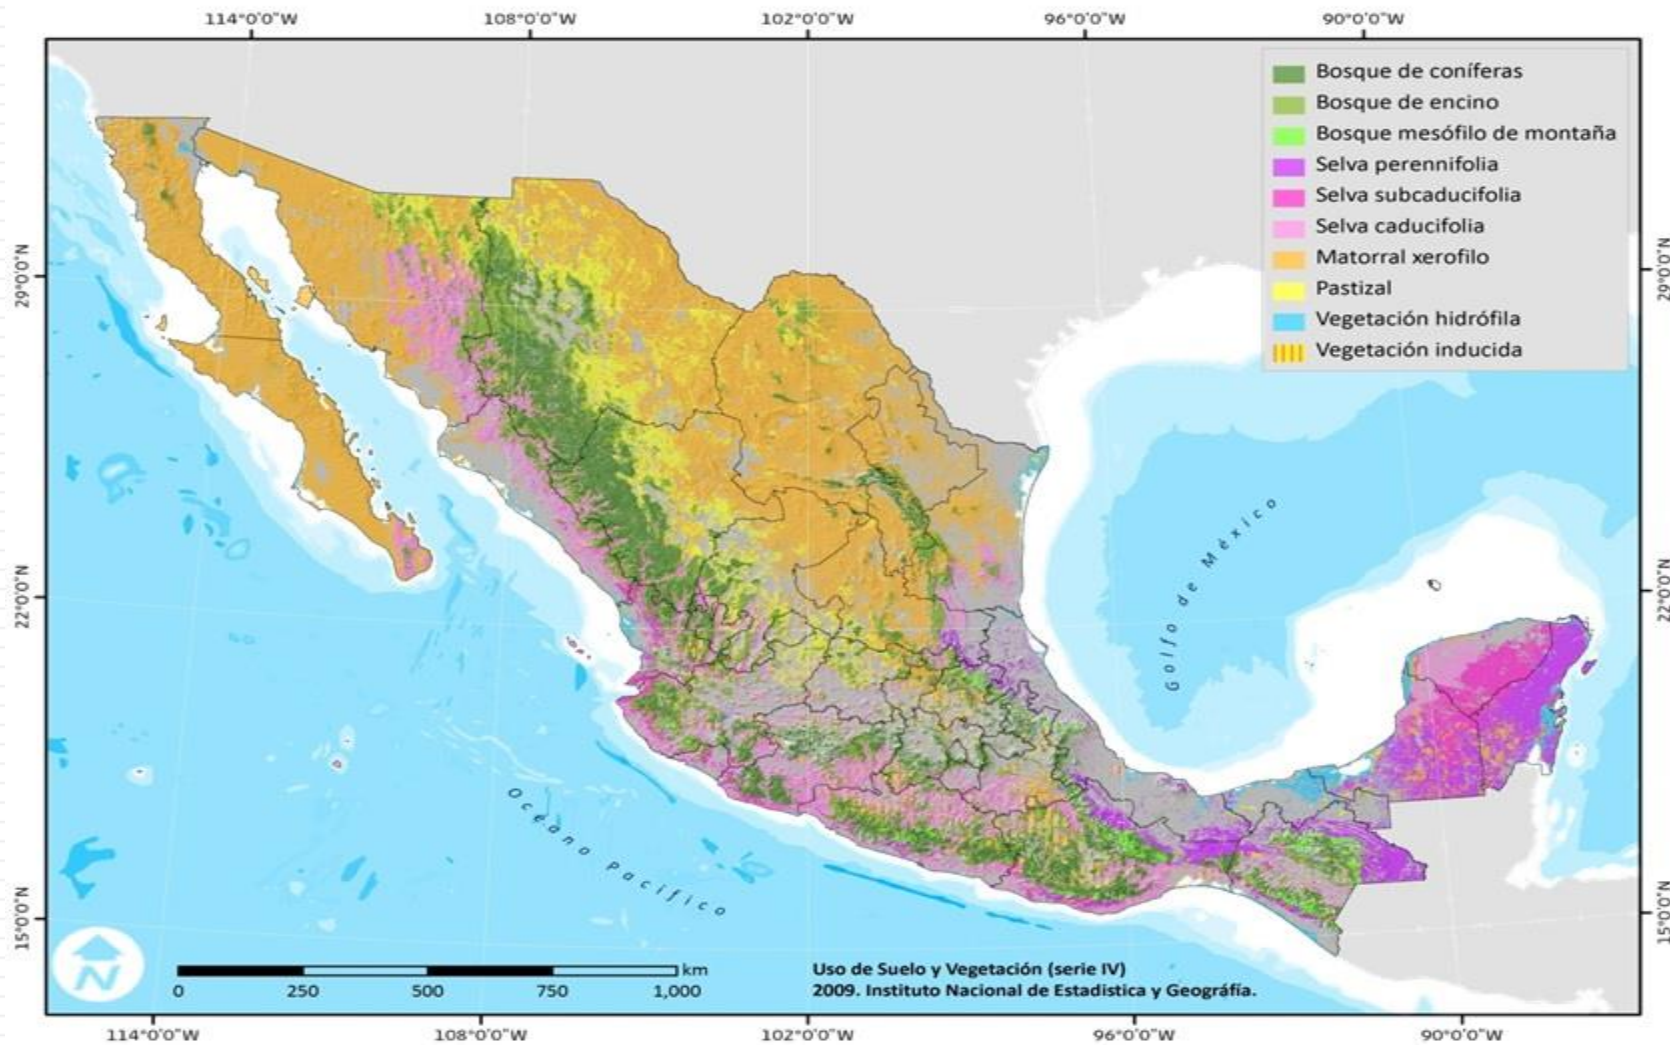 114°0'0"W 108°0'0"W 102°0'0"W 96°0'0"W 90°0'0"W
Bosque de coníferas
Bosque de encino
Bosque mesófilo de montaña
Selva perennifolia
Selva subcaducifolia
Selva caducifolia
Matorral xerofilo
Pastizal
Vegetación hidrófila
Vegetación inducida
29°0'0"N
29°0'0"N
Golfo de México
22°0'0"N
22°0'0"N
Océano Pacífico
15°0'0"N
15°0'0"N
N
km
0 250 500 750 1,000
Uso de Suelo y Vegetación (serie IV)
2009. Instituto Nacional de Estadistica y Geográfía.
114°0'0"W 108°0'0"W 102°0'0"W 96°0'0"W 90°0'0"W